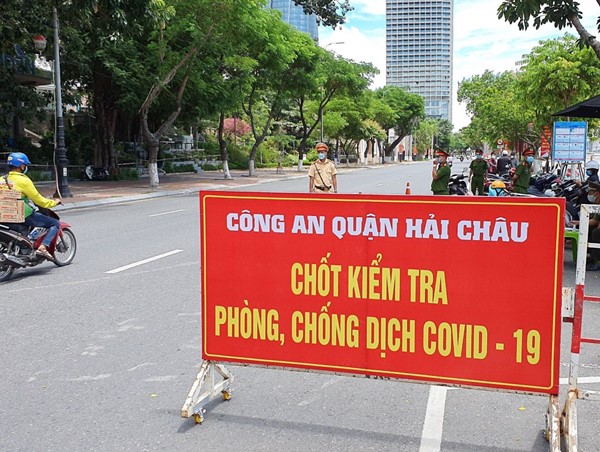 CÔNG AN QUẬN HẢI CHÂU
CHỐT KIỂM TRA
PHÒNG, CHỐNG DỊCH COVID - 19